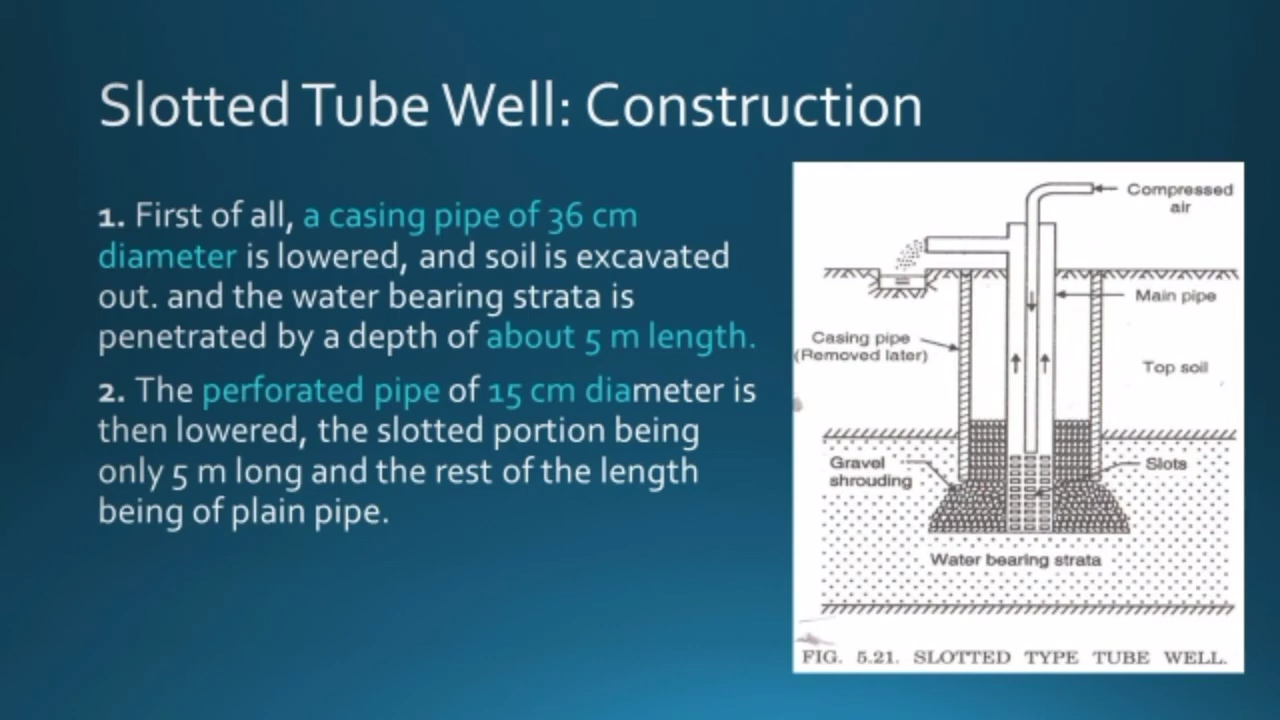 Slotted Tube Well: Construction
1. First of all, a casing pipe of 36 cm
diameter is lowered, and soil is excavated
out. and the water bearing strata is
penetrated by a depth of about 5 m length.
2. The perforated pipe of 15 cm diameter is
then lowered, the slotted portion being
only 5 m long and the rest of the length
being of plain pipe.
Compressed
air
Main pipe
Casing pipe
(Removed later)
Top soil
Gravel
shrouding
Slots
Water bearing strata
FIG. 5.21. SLOTTED TYPE TUBE WELL.